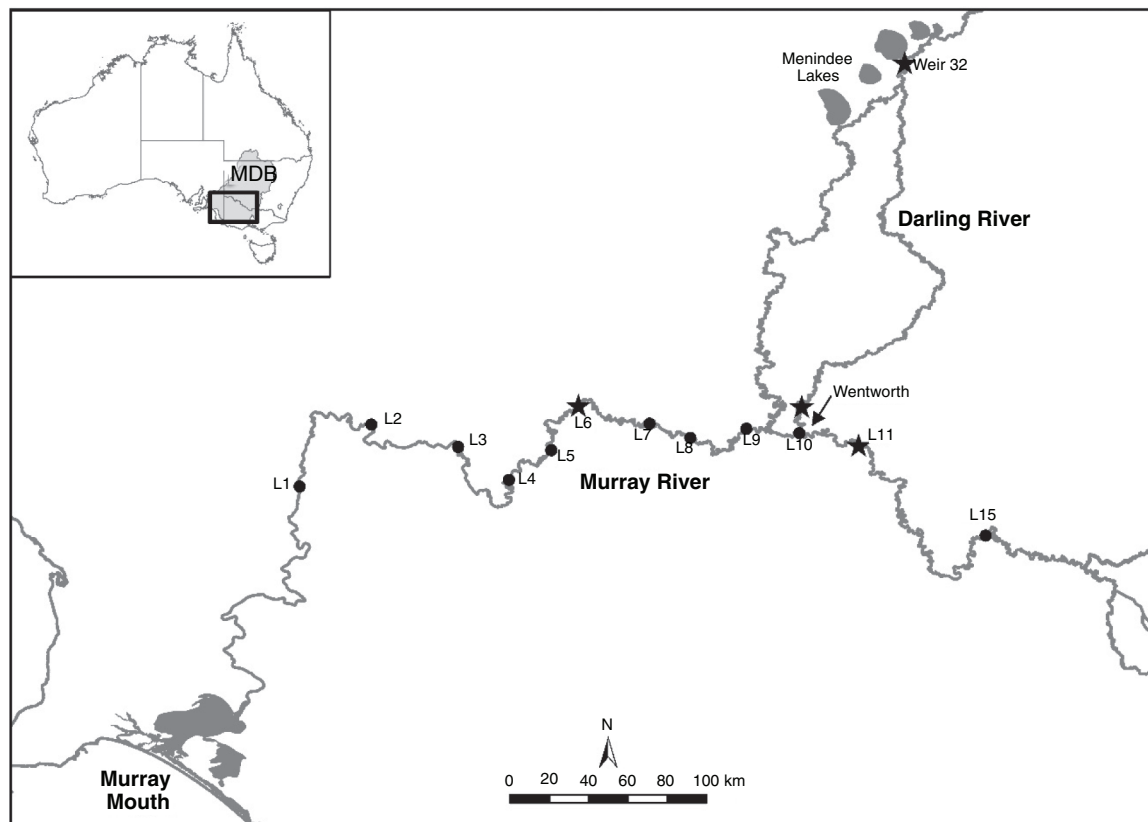 MDB
Menindee
Lakes
Weir 32
Darling River
Wentworth
L6
L2
L7
L8
L9
L10
L11
L3
L5
L4
Murray River
L1
L15
N
0 20 40 60 80 100 km
Murray
Mouth